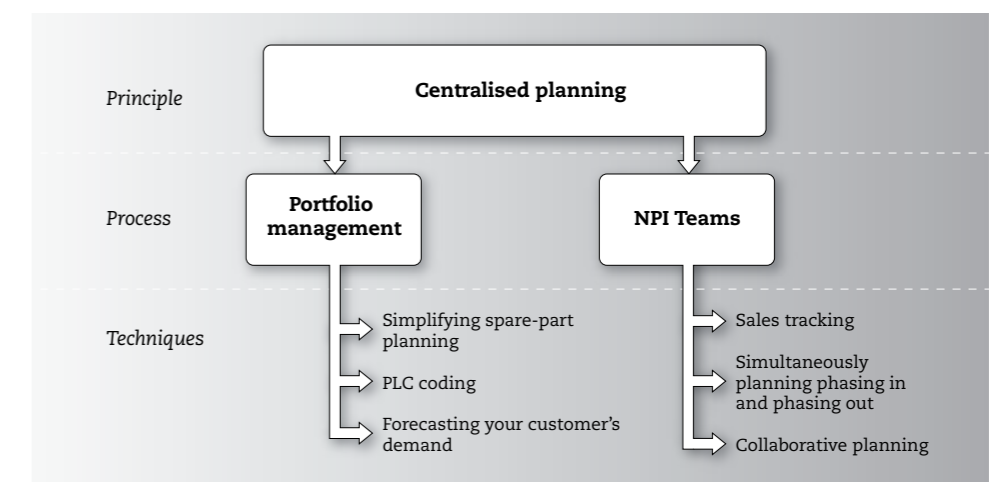 Principle
Centralised planning
Process
Portfolio
management
NPI Teams
Techniques
Simplifying spare-part
planning
PLC coding
Forecasting your customer's
demand
Sales tracking
Simultaneously
planning phasing in
and phasing out
Collaborative planning